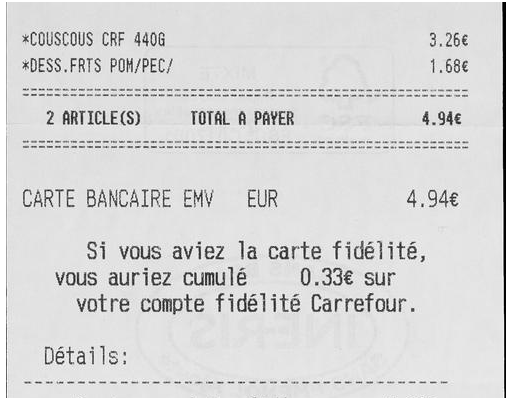 *COUSCOUS CRF 440G 3.26€
*DESS.FRTS POM/PEC/ 1.68€
2 ARTICLE(S) TOTAL A PAYER 4.94€
CARTE BANCAIRE EMV EUR 4.94€
Si vous aviez la carte fidélité,
vous auriez cumulé 0.33€ sur
votre compte fidélité Carrefour.
Détails: